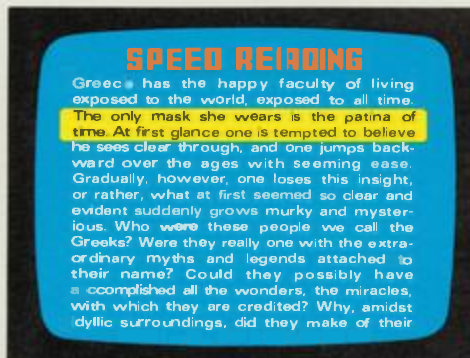 SPEED READING
Greece has the happy faculty of living
exposed to the world, exposed to all time.
The only mask she wears is the patina of
time. At first glance one is tempted to believe
he sees clear through, and one jumps back-
ward over the ages with seeming ease.
Gradually, however, one loses this insight,
or rather, what at first seemed so clear and
evident suddenly grows murky and myster-
ious. Who were these people we call the
Greeks? Were they really one with the extra-
ordinary myths and legends attached to
their name? Could they possibly have
accomplished all the wonders, the miracles,
with which they are credited? Why, amidst
idyllic surroundings, did they make of their